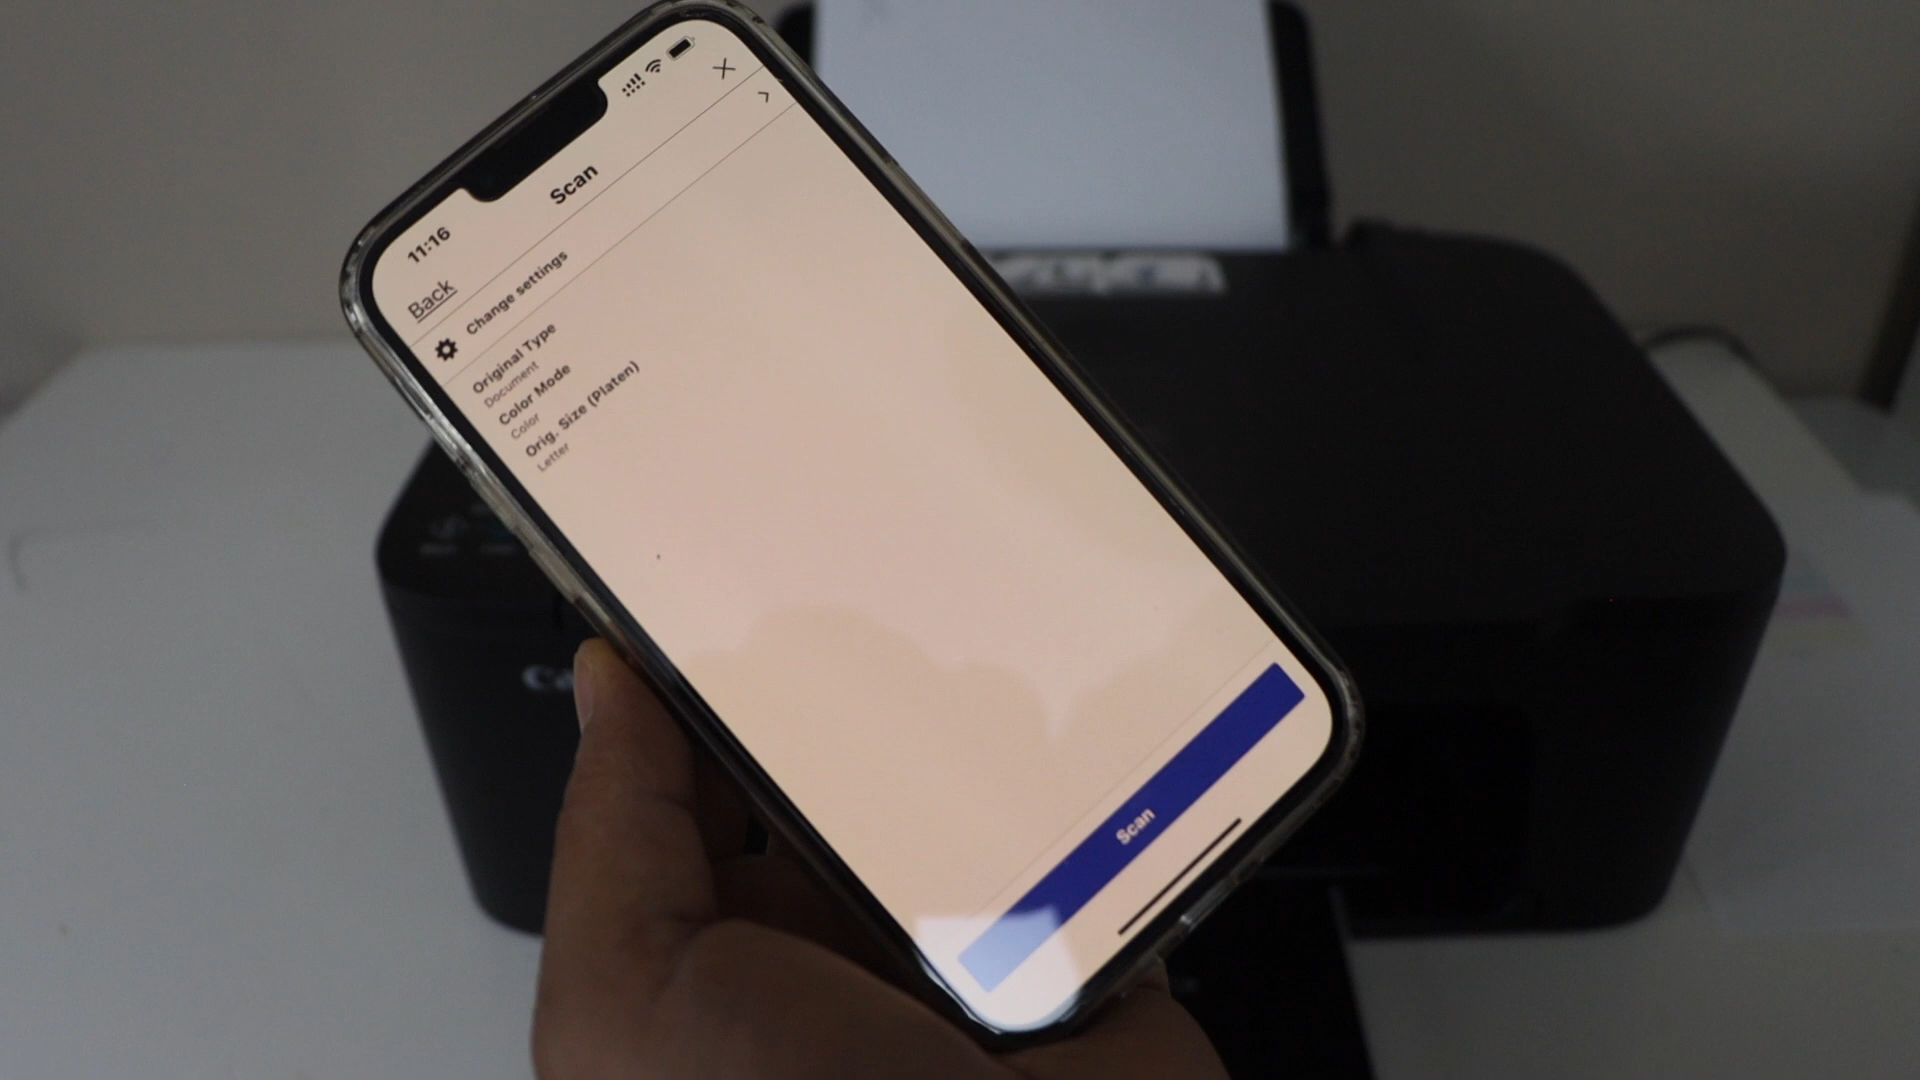 11:16
Back
Scan
Change settings
Original Type
Document
Color Mode
Color
Orig. Size (Platen)
Letter
Scan